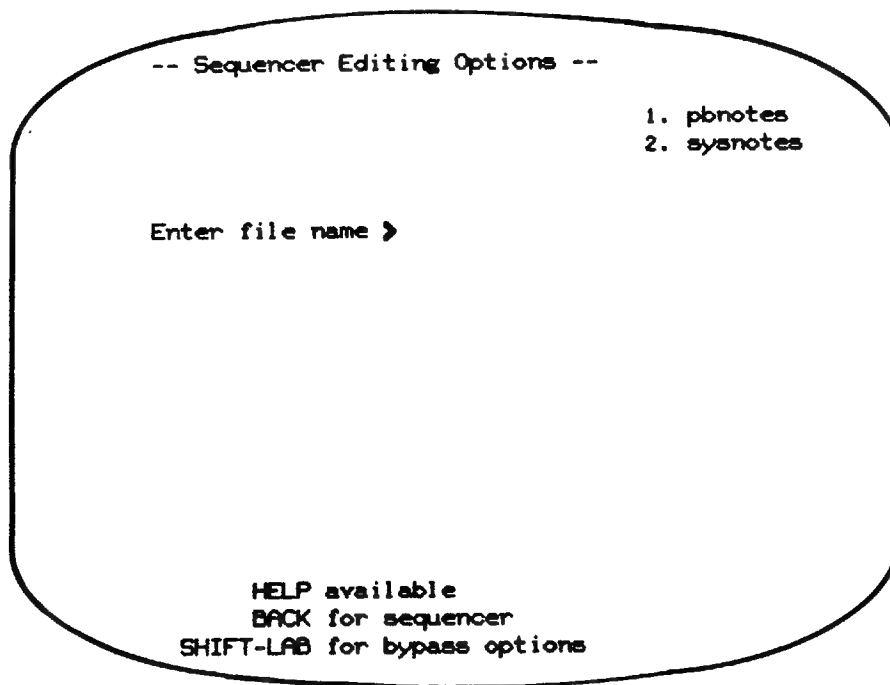 -- Sequencer Editing Options --
1. pbnotes
2. sysnotes
Enter file name >
HELP available
BACK for sequencer
SHIFT-LAB for bypass options